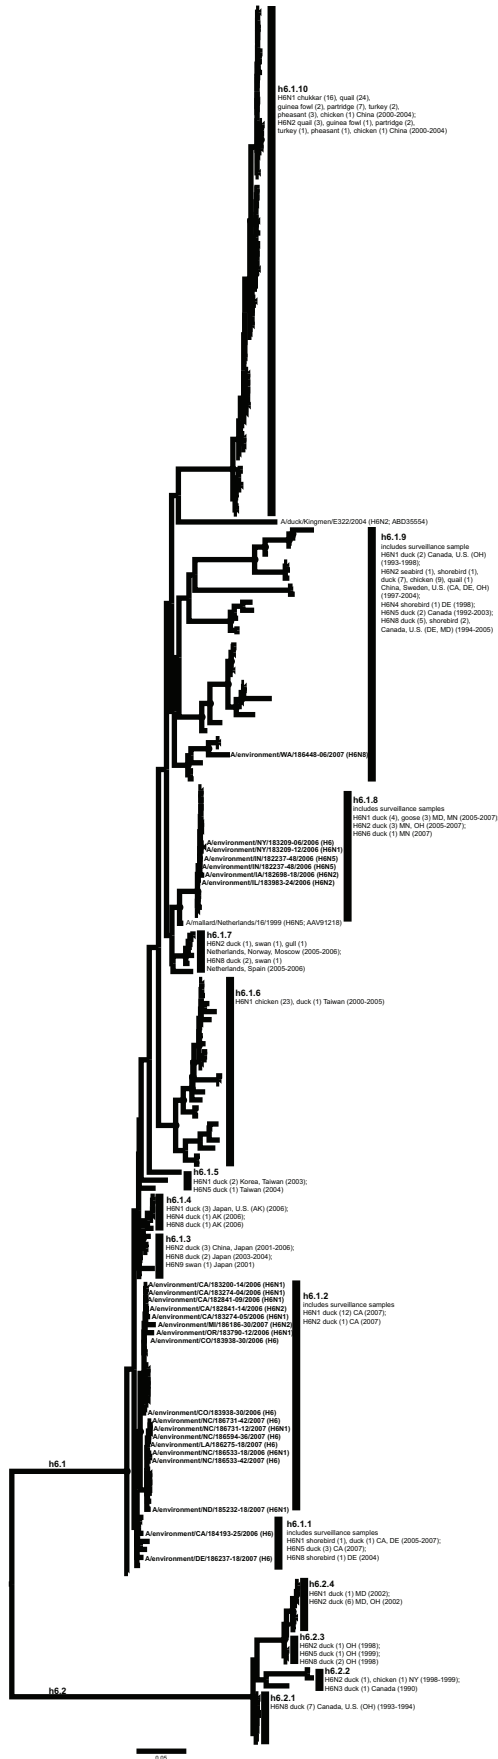 h6.1.10
H6N1 chukkar (16), quail (24),
guinea fowl (2), partridge (7), turkey (2),
pheasant (3), chicken (1) China (2000-2004);
H6N2 quail (3), guinea fowl (1), partridge (2),
turkey (1), pheasant (1), chicken (1) China (2000-2004)
A/duck/Kingmen/E322/2004 (H6N2; ABD35554)
h6.1.9
includes surveillance sample
H6N1 duck (2) Canada, U.S. (OH)
(1993-1998);
H6N2 seabird (1), shorebird (1),
duck (7), chicken (9), quail (1)
China, Sweden, U.S. (CA, DE, OH)
(1997-2004);
H6N4 shorebird (1) DE (1998);
H6N5 duck (2) Canada (1992-2003);
H6N8 duck (5), shorebird (2),
Canada, U.S. (DE, MD) (1994-2005)
A/environment/WA/186448-06/2007 (H6N8)
h6.1.8
includes surveillance samples
H6N1 duck (4), goose (3) MD, MN (2005-2007)
H6N2 duck (3) MN, OH (2005-2007);
H6N6 duck (1) MN (2007)
A/environment/NY/183209-06/2006 (H6)
A/environment/NY/183209-12/2006 (H6N1)
A/environment/IN/182237-48/2006 (H6N5)
A/environment/IN/182237-48/2006 (H6N5)
A/environment/IA/182698-18/2006 (H6N2)
A/environment/IL/183983-24/2006 (H6N2)
A/mallard/Netherlands/16/1999 (H6N5; AAV91218)
h6.1.7
H6N2 duck (1), swan (1), gull (1)
Netherlands, Norway, Moscow (2005-2006);
H6N8 duck (2), swan (1)
Netherlands, Spain (2005-2006)
h6.1.6
H6N1 chicken (23), duck (1) Taiwan (2000-2005)
h6.1.5
H6N1 duck (2) Korea, Taiwan (2003);
H6N5 duck (1) Taiwan (2004)
h6.1.4
H6N1 duck (3) Japan, U.S. (AK) (2006);
H6N4 duck (1) AK (2006);
H6N8 duck (1) AK (2006)
h6.1.3
H6N2 duck (3) China, Japan (2001-2006);
H6N8 duck (2) Japan (2003-2004);
H6N9 swan (1) Japan (2001)
A/environment/CA/183200-14/2006 (H6N1)
A/environment/CA/183274-04/2006 (H6N1)
A/environment/CA/182841-09/2006 (H6N1)
A/environment/CA/182841-14/2006 (H6N2)
A/environment/CA/183274-05/2006 (H6N1)
A/environment/MI/186186-30/2007 (H6N2)
A/environment/OR/183790-12/2006 (H6N1)
A/environment/CO/183938-30/2006 (H6)
h6.1.2
includes surveillance samples
H6N1 duck (12) CA (2007);
H6N2 duck (1) CA (2007)
A/environment/CO/183938-30/2006 (H6)
A/environment/NC/186731-42/2007 (H6)
A/environment/NC/186731-12/2007 (H6N1)
A/environment/NC/186594-36/2007 (H6)
A/environment/LA/186275-18/2007 (H6)
A/environment/NC/186533-18/2006 (H6N1)
A/environment/NC/186533-42/2007 (H6)
h6.1
A/environment/ND/185232-18/2007 (H6N1)
h6.1.1
includes surveillance samples
H6N1 shorebird (1), duck (1) CA, DE (2005-2007);
H6N5 duck (3) CA (2007);
H6N8 shorebird (1) DE (2004)
A/environment/CA/184193-25/2006 (H6)
A/environment/DE/186237-18/2007 (H6)
h6.2.4
H6N1 duck (1) MD (2002);
H6N2 duck (6) MD, OH (2002)
h6.2.3
H6N2 duck (1) OH (1998);
H6N5 duck (1) OH (1999);
H6N8 duck (2) OH (1998)
h6.2.2
H6N2 duck (1), chicken (1) NY (1998-1999);
H6N3 duck (1) Canada (1990)
h6.2
h6.2.1
H6N8 duck (7) Canada, U.S. (OH) (1993-1994)
0.05